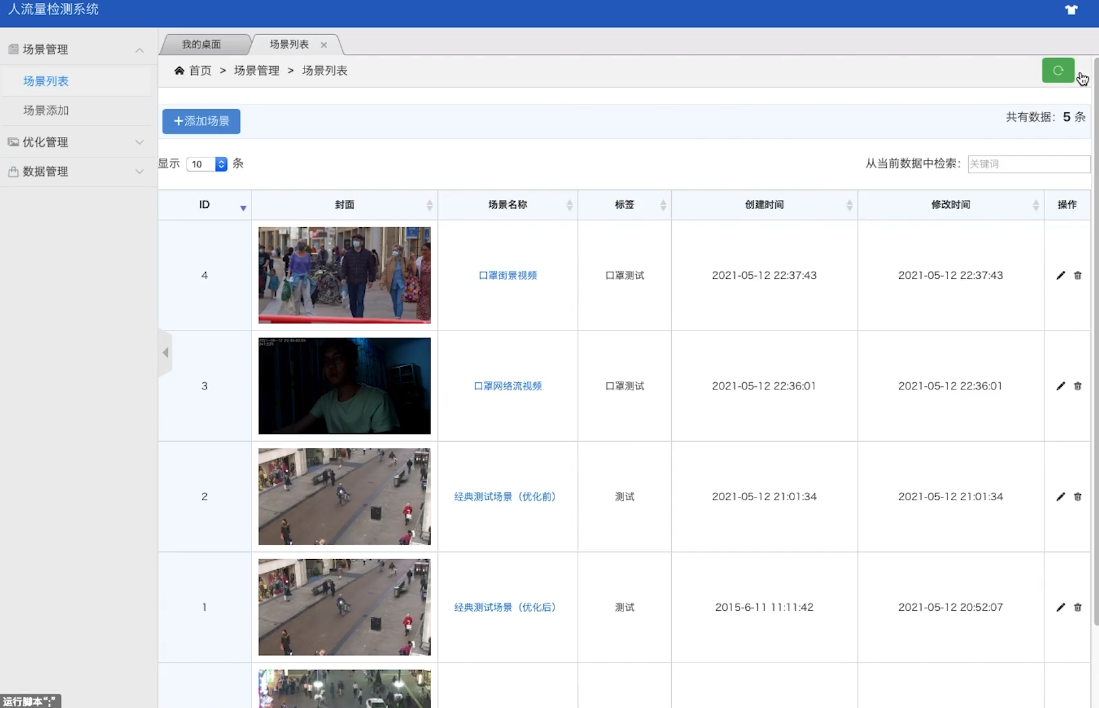 人流量检测系统
场景管理
场景列表
场景添加
优化管理
数据管理
我的桌面
场景列表
首页 > 场景管理 > 场景列表
+添加场景
共有数据：5 条
显示 10 条
从当前数据中检索： 关键词
ID 封面 场景名称 标签 创建时间 修改时间 操作
4 口罩街景视频 口罩测试 2021-05-12 22:37:43 2021-05-12 22:37:43
3 口罩网络流视频 口罩测试 2021-05-12 22:36:01 2021-05-12 22:36:01
2 经典测试场景（优化前） 测试 2021-05-12 21:01:34 2021-05-12 21:01:34
1 经典测试场景（优化后） 测试 2015-6-11 11:11:42 2021-05-12 20:52:07
运行脚本“;”